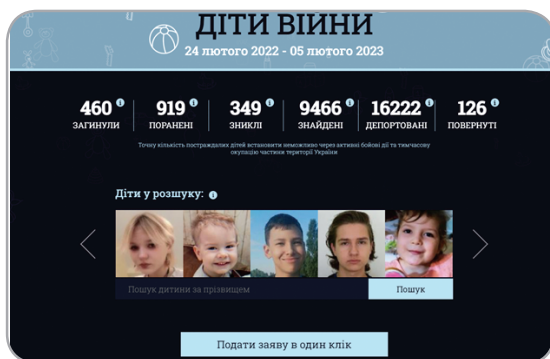 ДІТИ ВІЙНИ
24 лютого 2022 - 05 лютого 2023
460 919 349 9466 16222 126
ЗАГИНУЛИ ПОРАНЕНІ ЗНИКЛІ ЗНАЙДЕНІ ДЕПОРТОВАНІ ПОВЕРНУТІ
Точну кількість постраждалих дітей встановити неможливо через активні бойові дії та тимчасову
окупацію частини території України
Діти у розшуку:
Пошук дитини за прізвищем Пошук
Подати заяву в один клік